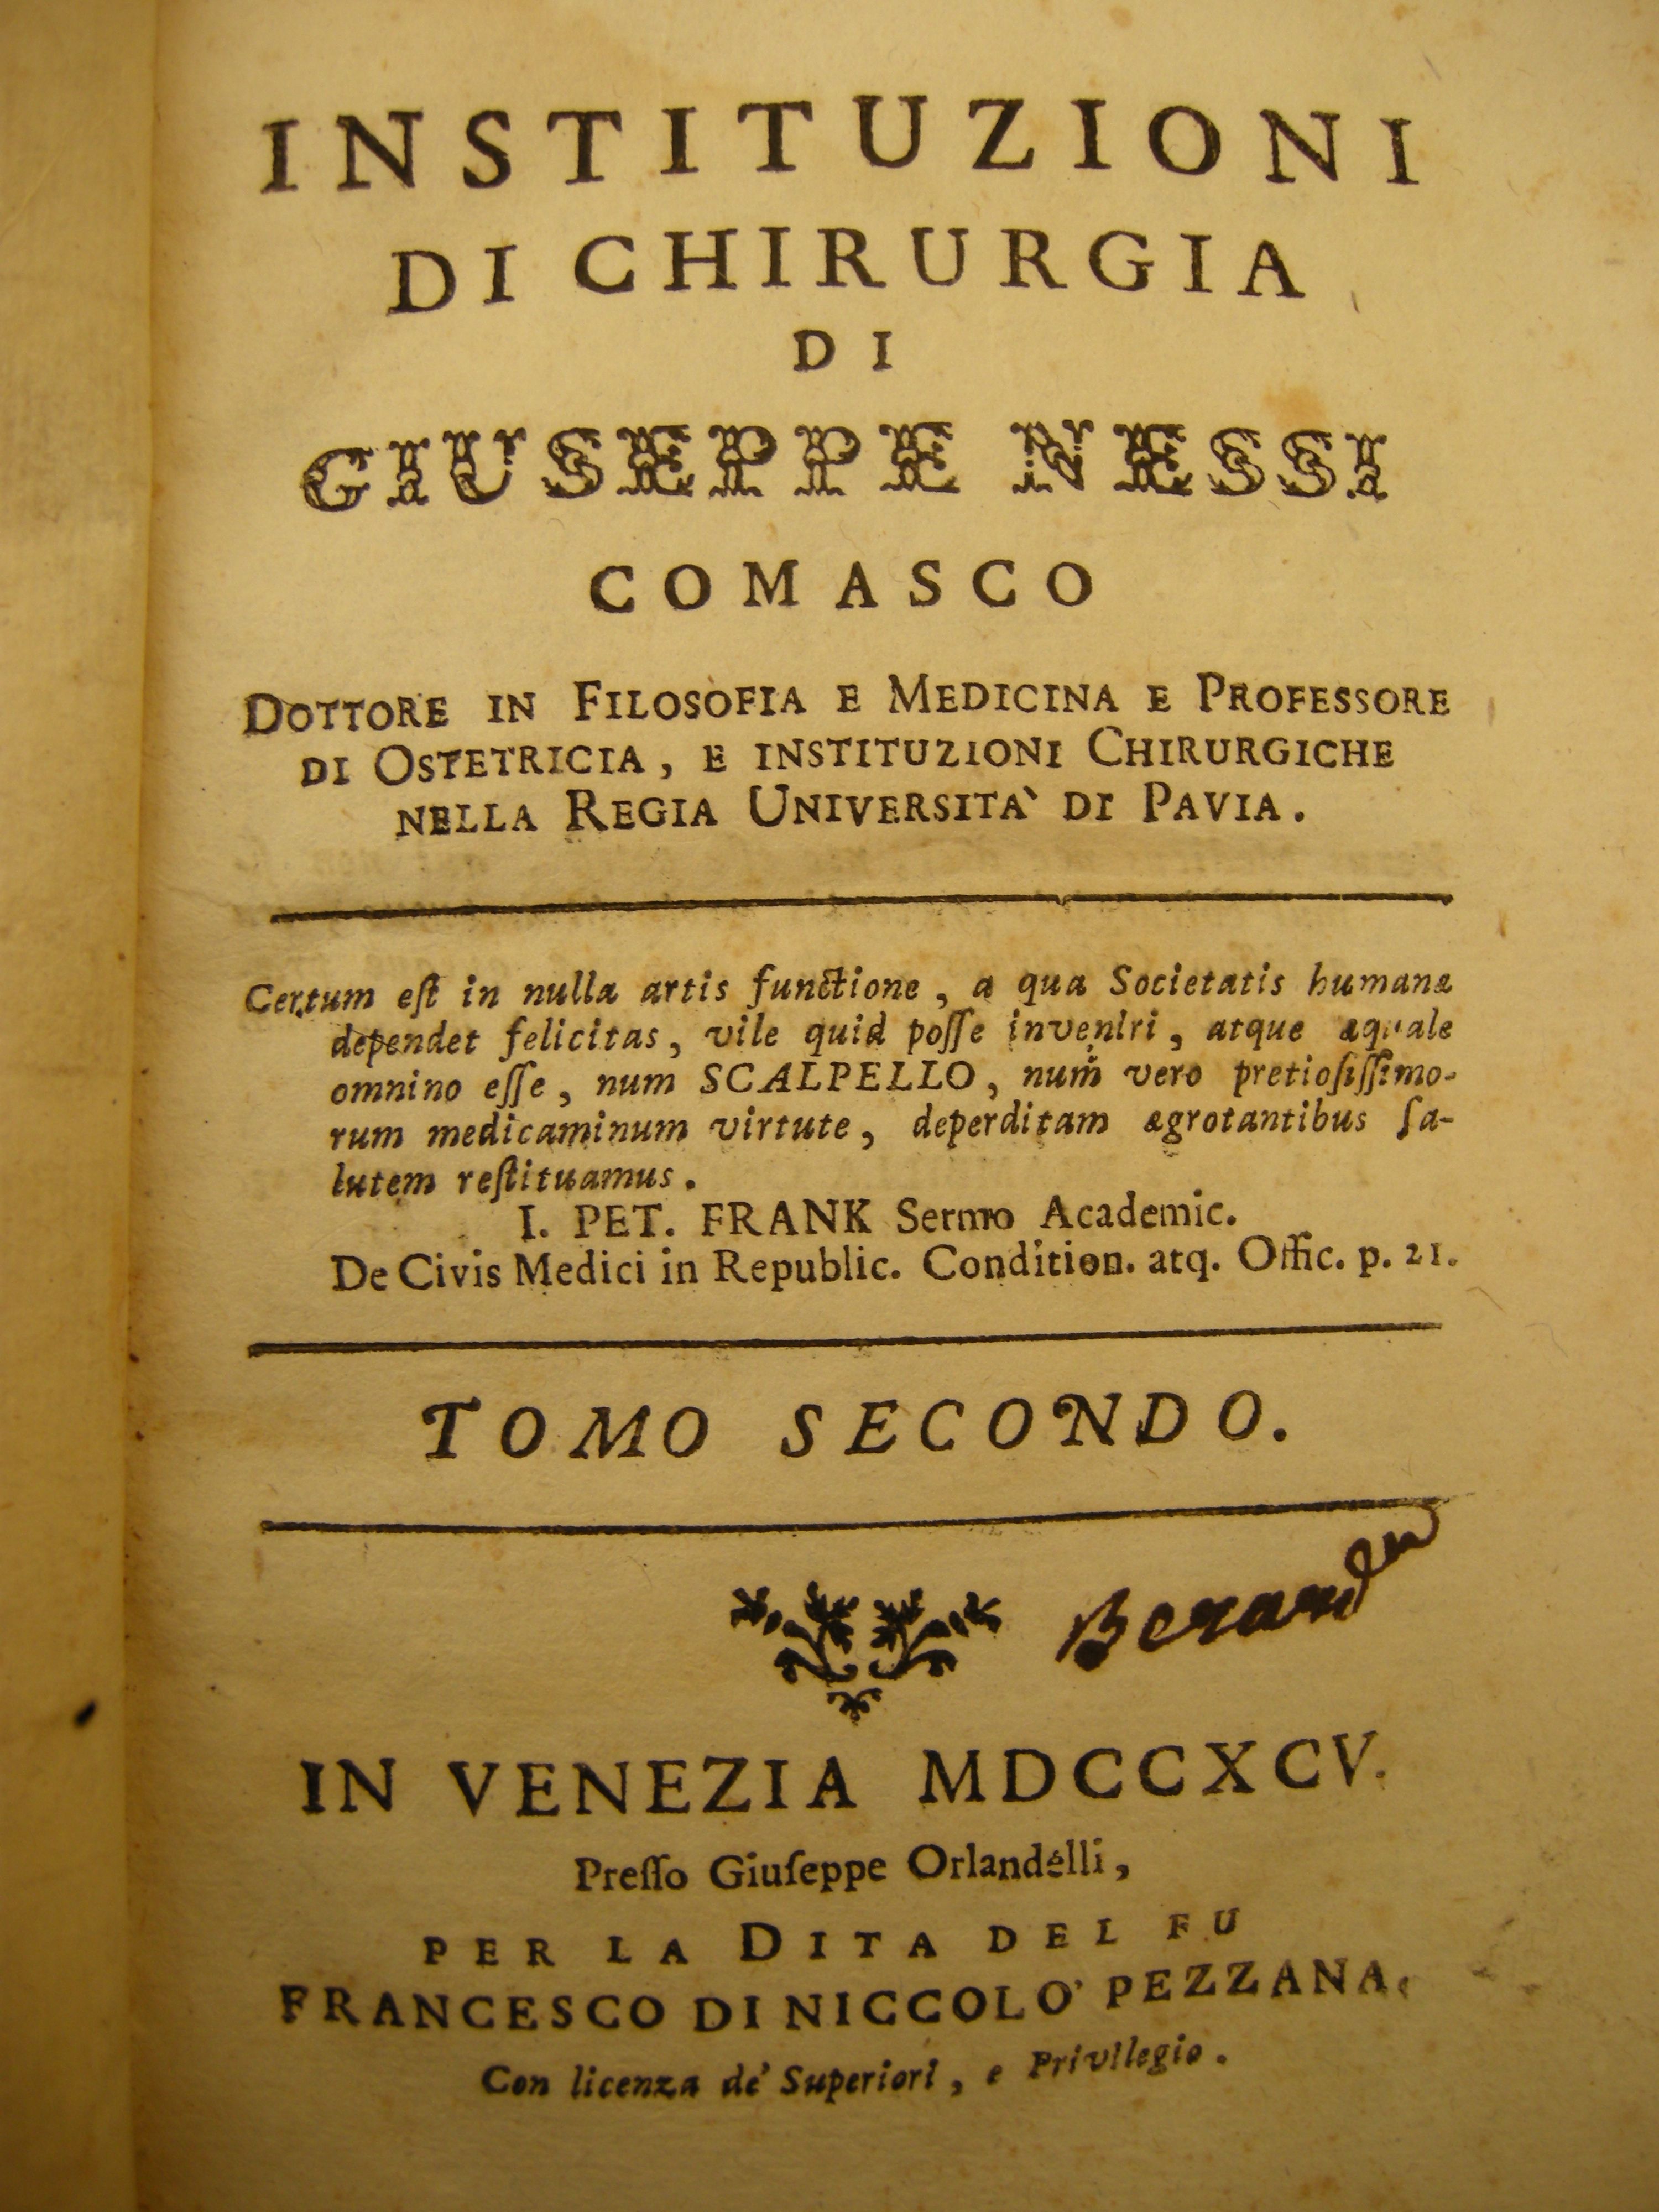 INSTITUZIONI
DI CHIRURGIA
DI
GIUSEPPE NESSI
COMASCO
DOTTORE IN FILOSOFIA E MEDICINA E PROFESSORE
DI OSTETRICIA, E INSTITUZIONI CHIRURGICHE
NELLA REGIA UNIVERSITA' DI PAVIA.
Certum eſt in nulla artis functione, a qua Societatis humanæ
dependet felicitas, vile quid poſſe inveniri, atque æquale
omnino eſſe, num SCALPELLO, num vero pretioſiſſimo-
rum medicaminum virtute, deperditam ægrotantibus ſa-
lutem reſtituamus.
I. PET. FRANK Sermo Academic.
De Civis Medici in Republic. Condition. atq. Offic. p. 21.
TOMO SECONDO.
IN VENEZIA MDCCXCV.
Preſſo Giuſeppe Orlandelli,
PER LA DITA DEL FU
FRANCESCO DI NICCOLO' PEZZANA.
Con licenza de' Superiori, e Privilegio.